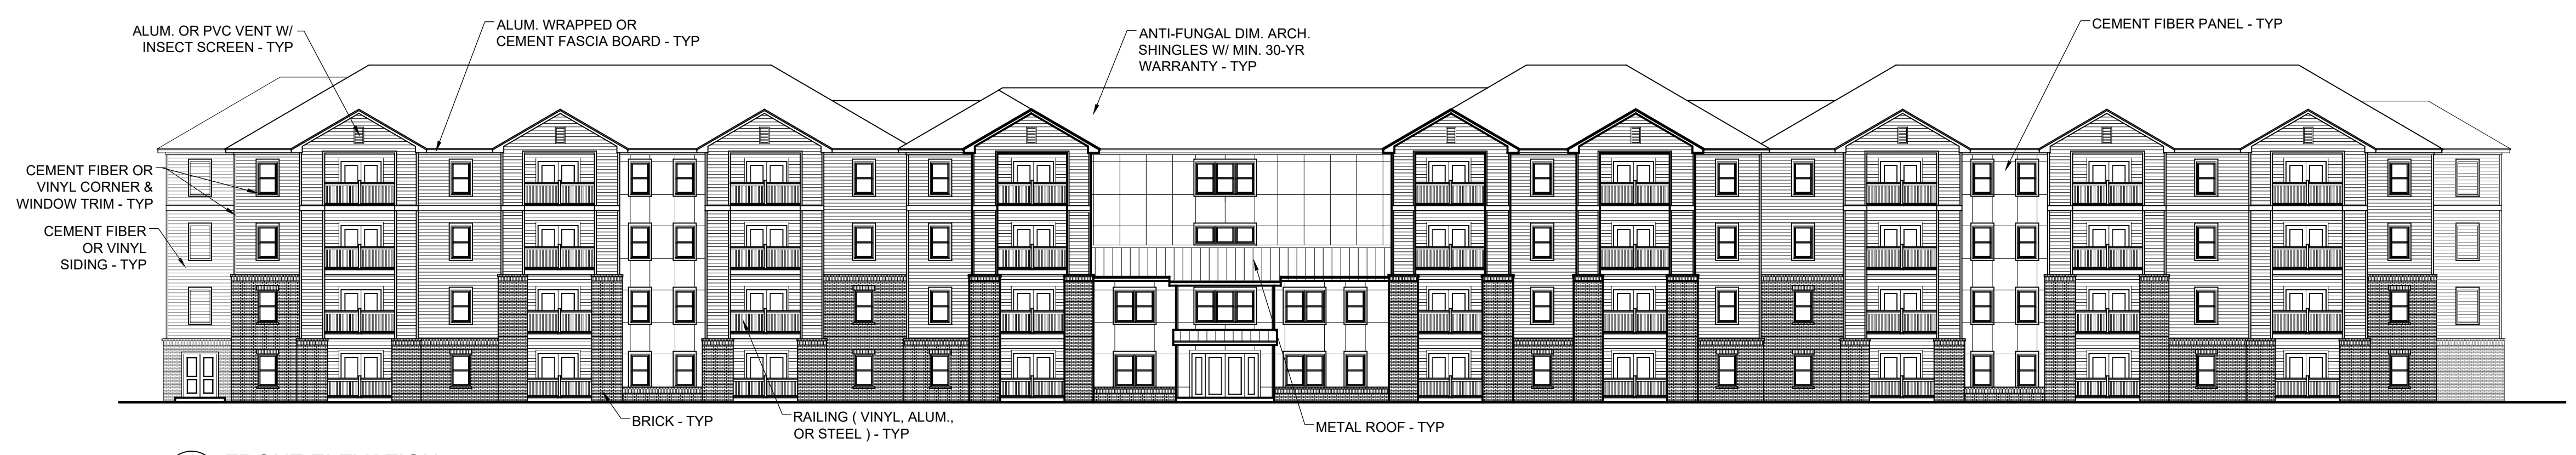 ALUM. OR PVC VENT W/
INSECT SCREEN - TYP
ALUM. WRAPPED OR
CEMENT FASCIA BOARD - TYP
ANTI-FUNGAL DIM. ARCH.
SHINGLES W/ MIN. 30-YR
WARRANTY - TYP
CEMENT FIBER PANEL - TYP
CEMENT FIBER OR
VINYL CORNER &
WINDOW TRIM - TYP
CEMENT FIBER
OR VINYL
SIDING - TYP
BRICK - TYP
RAILING ( VINYL, ALUM.,
OR STEEL ) - TYP
METAL ROOF - TYP